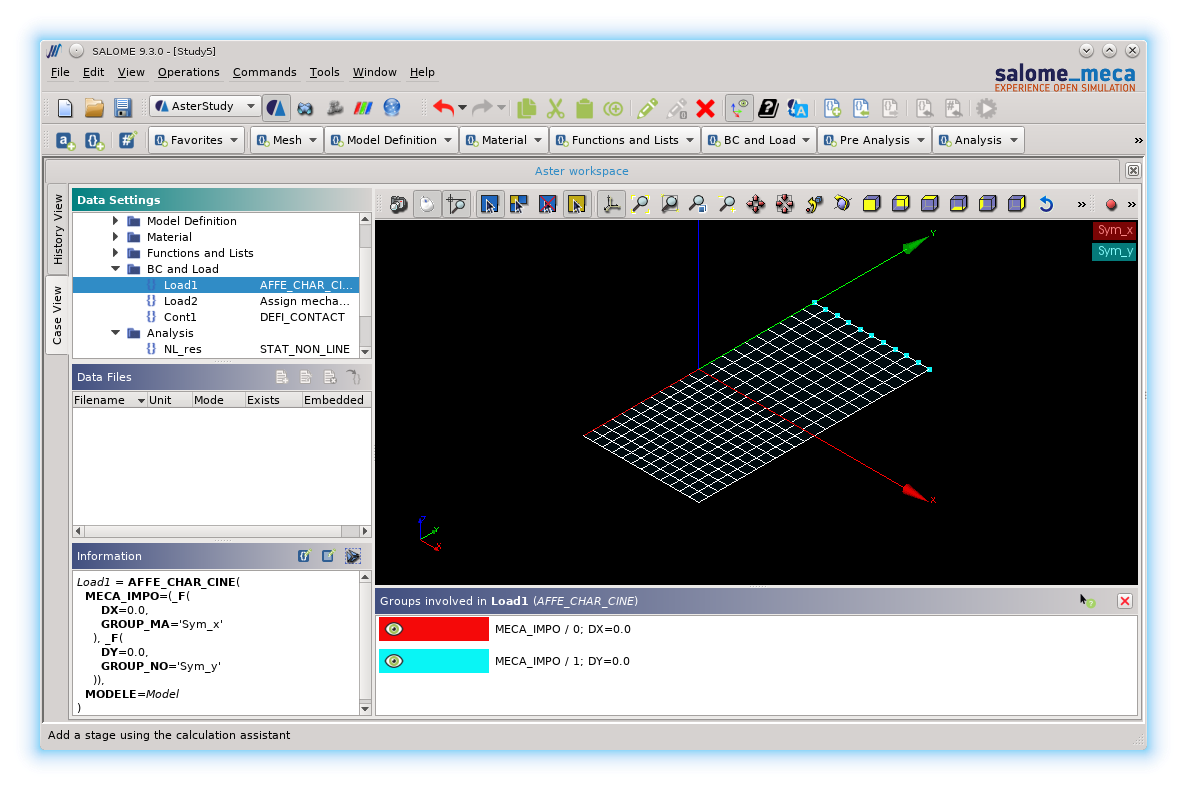 SALOME 9.3.0 - [Study5]
File Edit View Operations Commands Tools Window Help
salome_meca
EXPERIENCE OPEN SIMULATION
AsterStudy
Favorites Mesh Model Definition Material Functions and Lists BC and Load Pre Analysis Analysis »
Aster workspace
History View
Case View
Data Settings
Model Definition
Material
Functions and Lists
BC and Load
Load1 AFFE_CHAR_CI...
Load2 Assign mecha...
Cont1 DEFI_CONTACT
Analysis
NL_res STAT_NON_LINE
Data Files
Filename Unit Mode Exists Embedded
Information
Load1 = AFFE_CHAR_CINE(
MECA_IMPO=(_F(
DX=0.0,
GROUP_MA='Sym_x'
), _F(
DY=0.0,
GROUP_NO='Sym_y'
)),
MODELE=Model
)
» »
Sym_x
Sym_y
Y
X
Z
Y
X
Groups involved in Load1 (AFFE_CHAR_CINE)
MECA_IMPO / 0; DX=0.0
MECA_IMPO / 1; DY=0.0
Add a stage using the calculation assistant